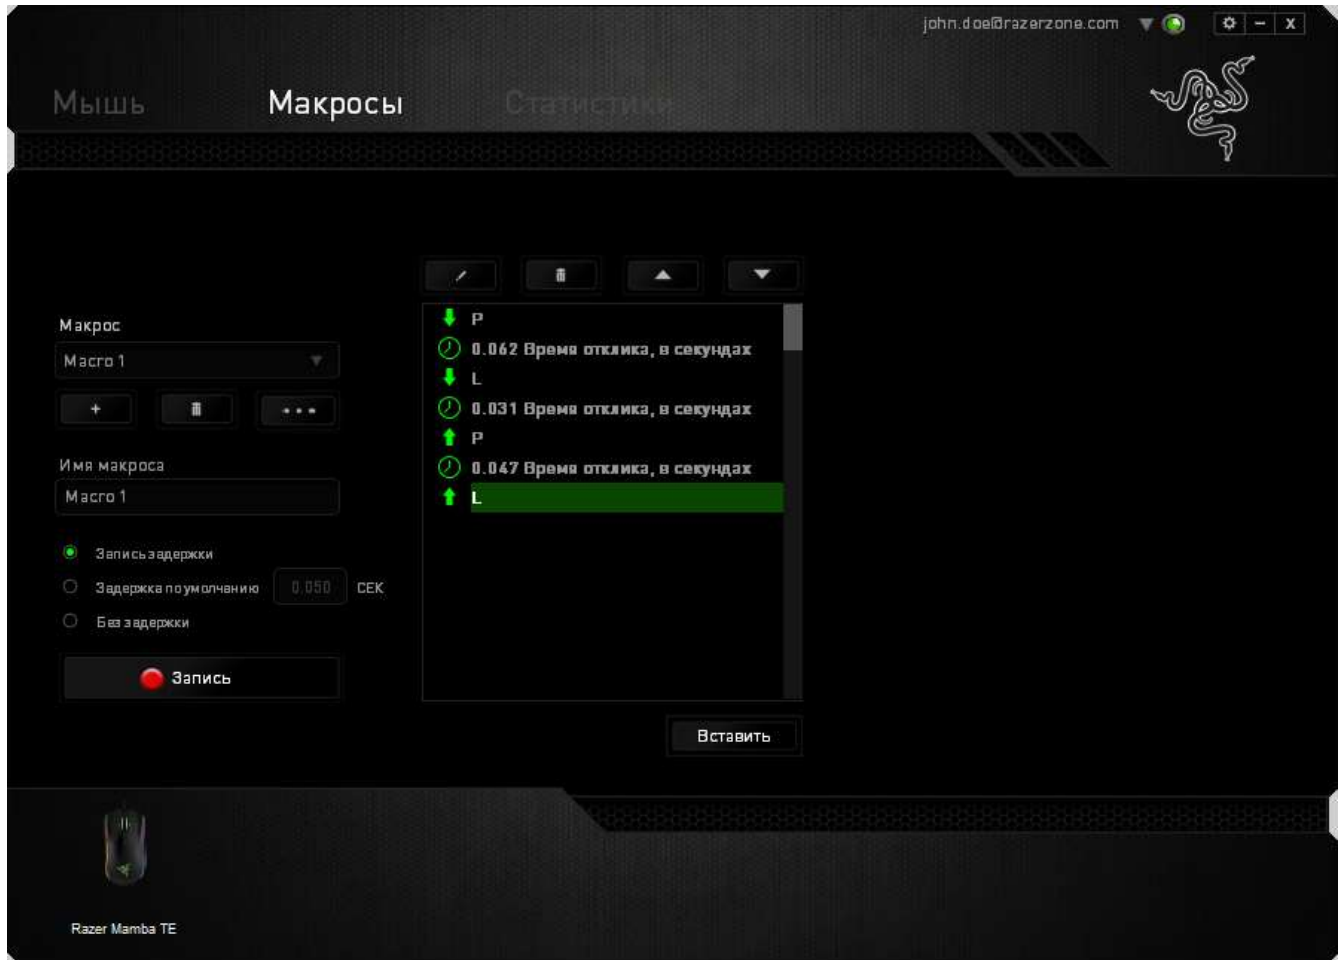 john.doe@razerzone.com
Мышь Макросы Статистики
Макрос
Macro 1
Имя макроса
Macro 1
Запись задержки
Задержка по умолчанию 0.050 СЕК
Без задержки
Запись
P
0.062 Время отклика, в секундах
L
0.031 Время отклика, в секундах
P
0.047 Время отклика, в секундах
L
Вставить
Razer Mamba TE